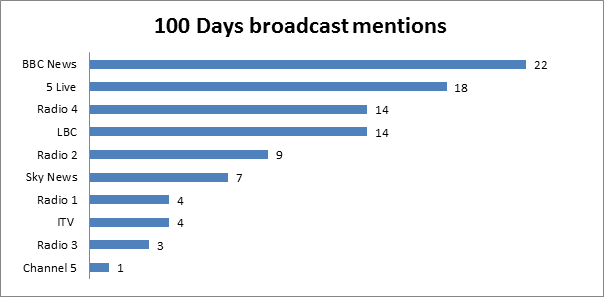 100 Days broadcast mentions
BBC News 22
5 Live 18
Radio 4 14
LBC 14
Radio 2 9
Sky News 7
Radio 1 4
ITV 4
Radio 3 3
Channel 5 1